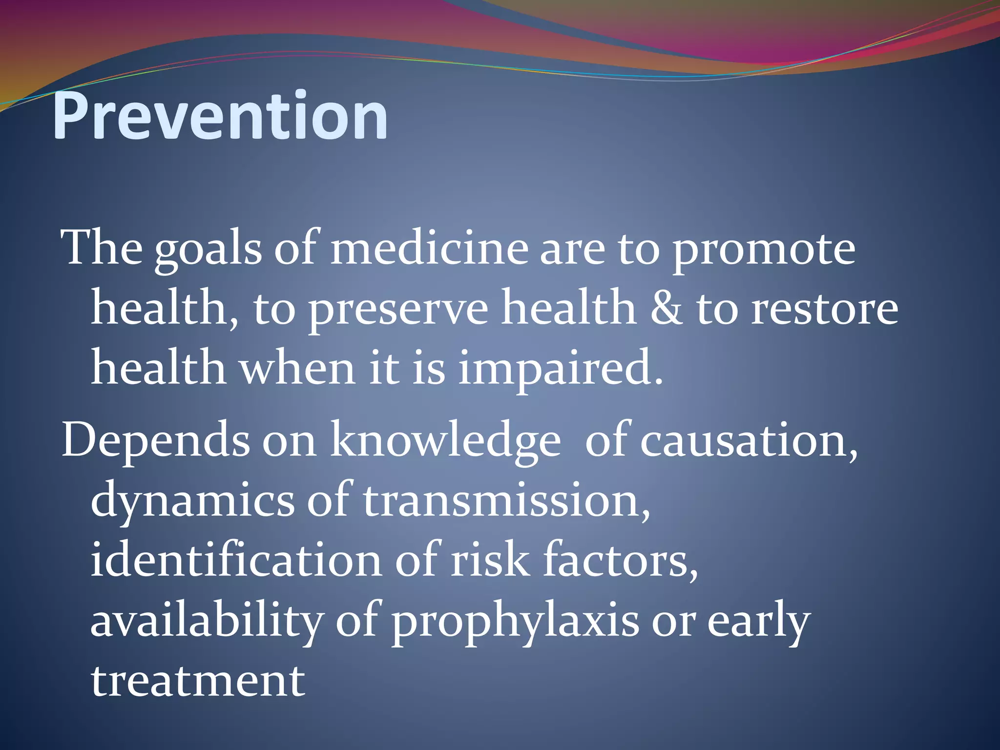 Prevention
The goals of medicine are to promote
health, to preserve health & to restore
health when it is impaired.
Depends on knowledge  of causation,
dynamics of transmission,
identification of risk factors,
availability of prophylaxis or early
treatment